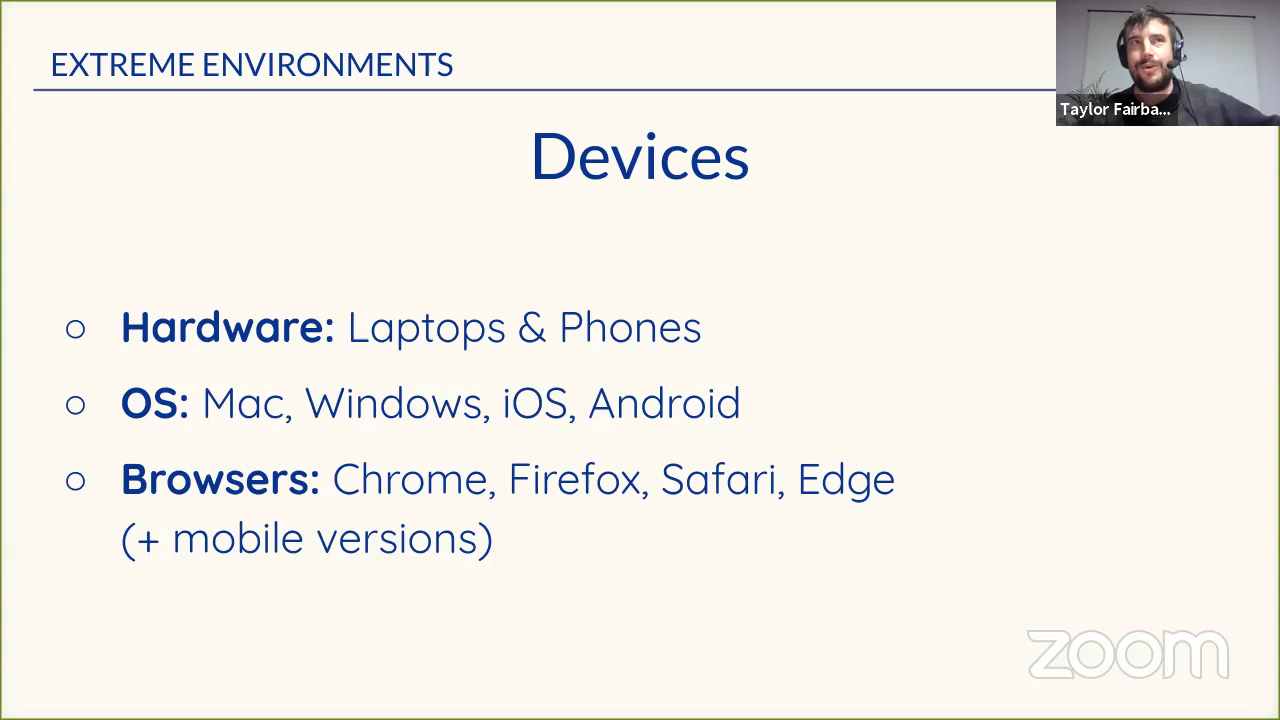 EXTREME ENVIRONMENTS
Taylor Fairba...
Devices
○ Hardware: Laptops & Phones
○ OS: Mac, Windows, iOS, Android
○ Browsers: Chrome, Firefox, Safari, Edge
(+ mobile versions)
zoom